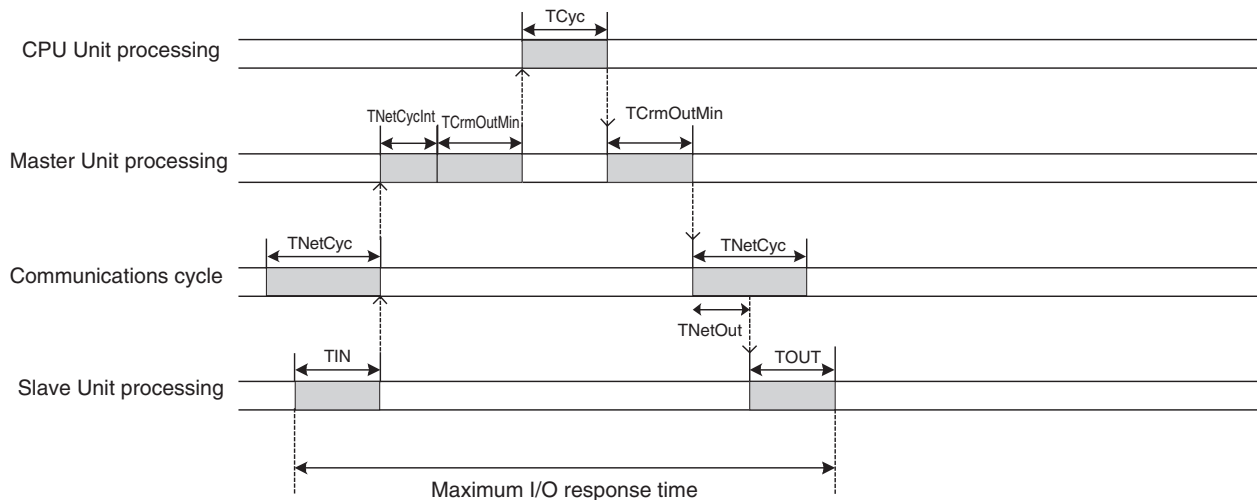 TCyc
CPU Unit processing
TNetCycInt
TCrmOutMin
TCrmOutMin
Master Unit processing
TNetCyc
TNetCyc
Communications cycle
TNetOut
TIN
TOUT
Slave Unit processing
Maximum I/O response time